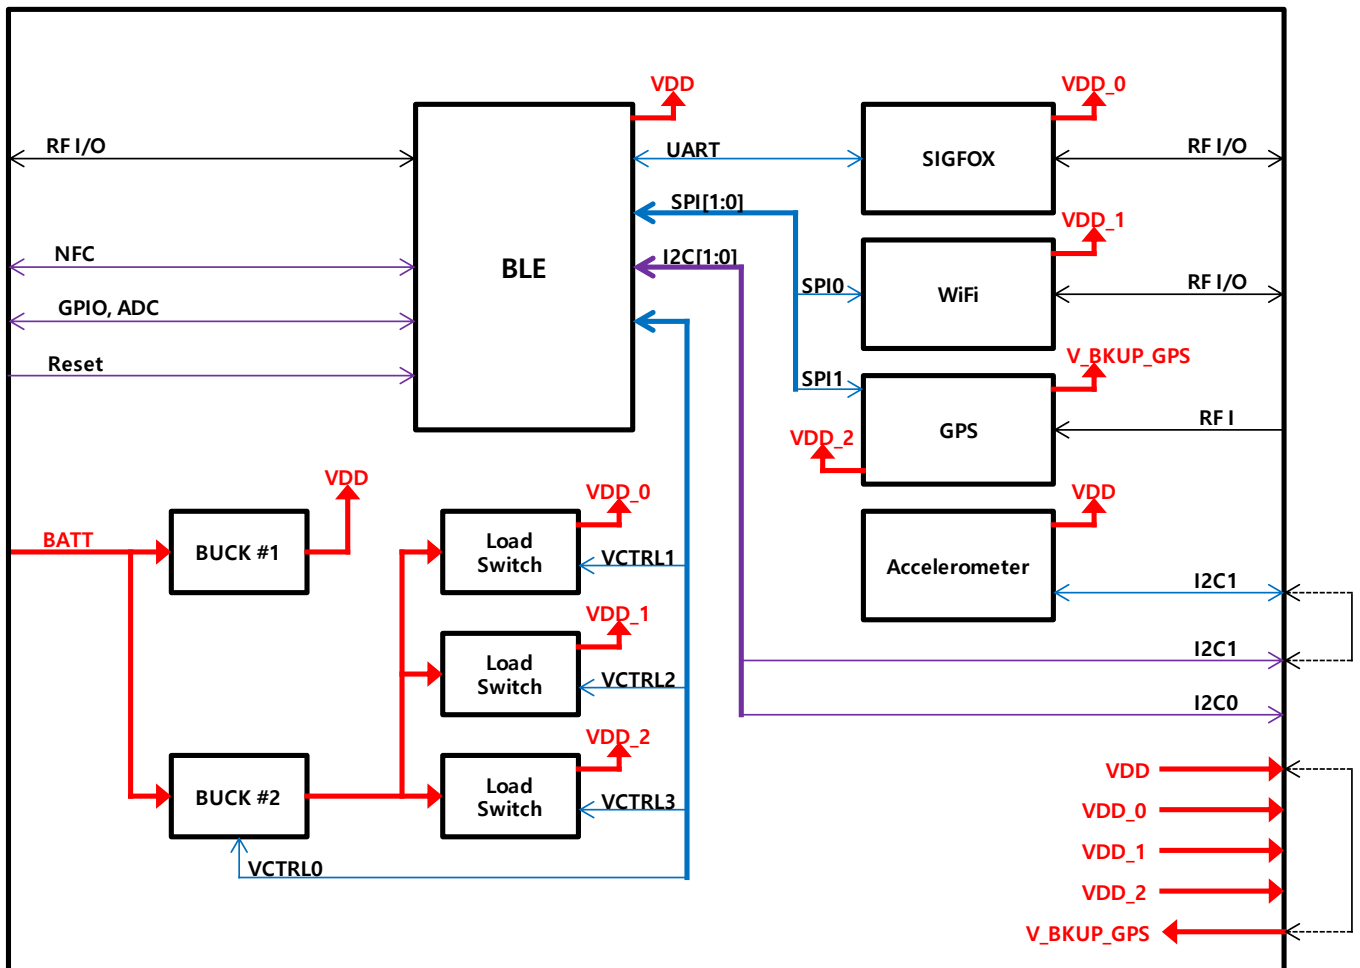 VDD
VDD_0
RF I/O
UART
SIGFOX
RF I/O
SPI[1:0]
VDD_1
NFC
BLE
I2C[1:0]
SPI0
WiFi
RF I/O
GPIO, ADC
Reset
V_BKUP_GPS
SPI1
GPS
RF I
VDD_2
VDD
VDD_0
VDD
BATT
BUCK #1
Load
Switch
VCTRL1
Accelerometer
I2C1
VDD_1
Load
Switch
VCTRL2
I2C1
I2C0
VDD_2
BUCK #2
Load
Switch
VCTRL3
VCTRL0
VDD
VDD_0
VDD_1
VDD_2
V_BKUP_GPS